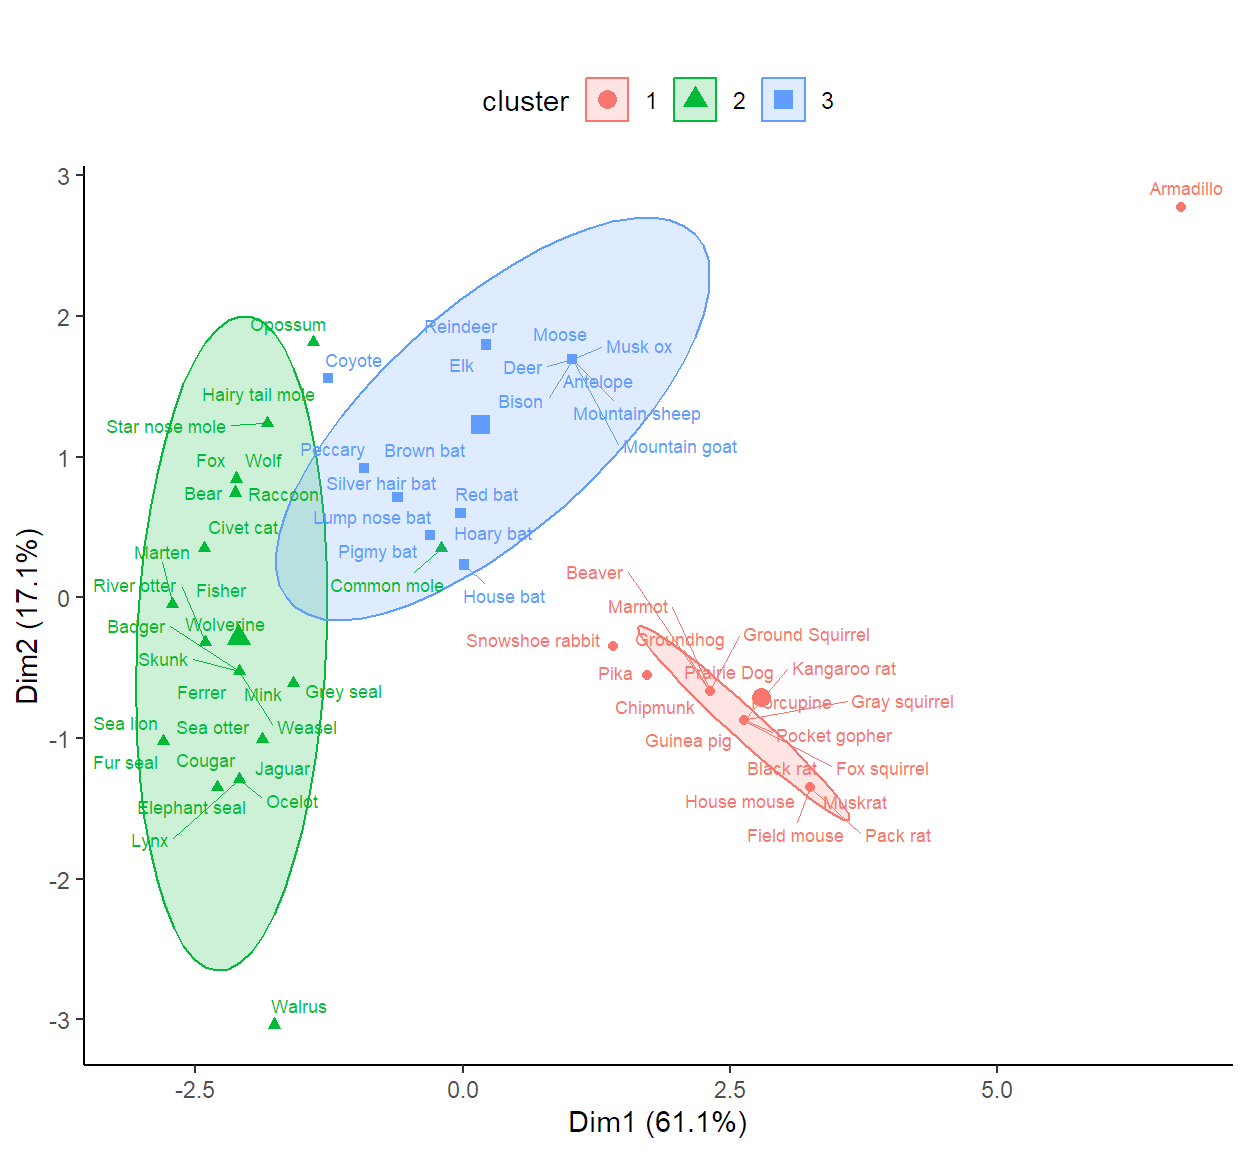 cluster 1 2 3
3
2
1
0
-1
-2
-3
Dim2 (17.1%)
Armadillo
Opossum
Reindeer
Moose
Musk ox
Coyote
Elk
Deer
Antelope
Hairy tail mole
Bison
Mountain sheep
Star nose mole
Mountain goat
Peccary
Brown bat
Fox
Wolf
Silver hair bat
Bear
Raccoon
Red bat
Lump nose bat
Civet cat
Hoary bat
Marten
Pigmy bat
Beaver
River otter
Fisher
Common mole
House bat
Marmot
Badger
Wolverine
Snowshoe rabbit
Groundhog
Ground Squirrel
Skunk
Pika
Prairie Dog
Kangaroo rat
Ferrer
Mink
Grey seal
Chipmunk
Porcupine
Gray squirrel
Sea lion
Sea otter
Weasel
Guinea pig
Pocket gopher
Fur seal
Cougar
Jaguar
Black rat
Fox squirrel
Elephant seal
Ocelot
House mouse
Muskrat
Lynx
Field mouse
Pack rat
Walrus
-2.5 0.0 2.5 5.0
Dim1 (61.1%)